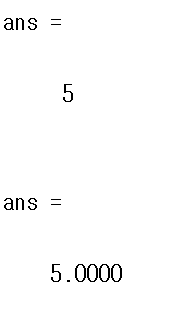 ans =
5
ans =
5.0000